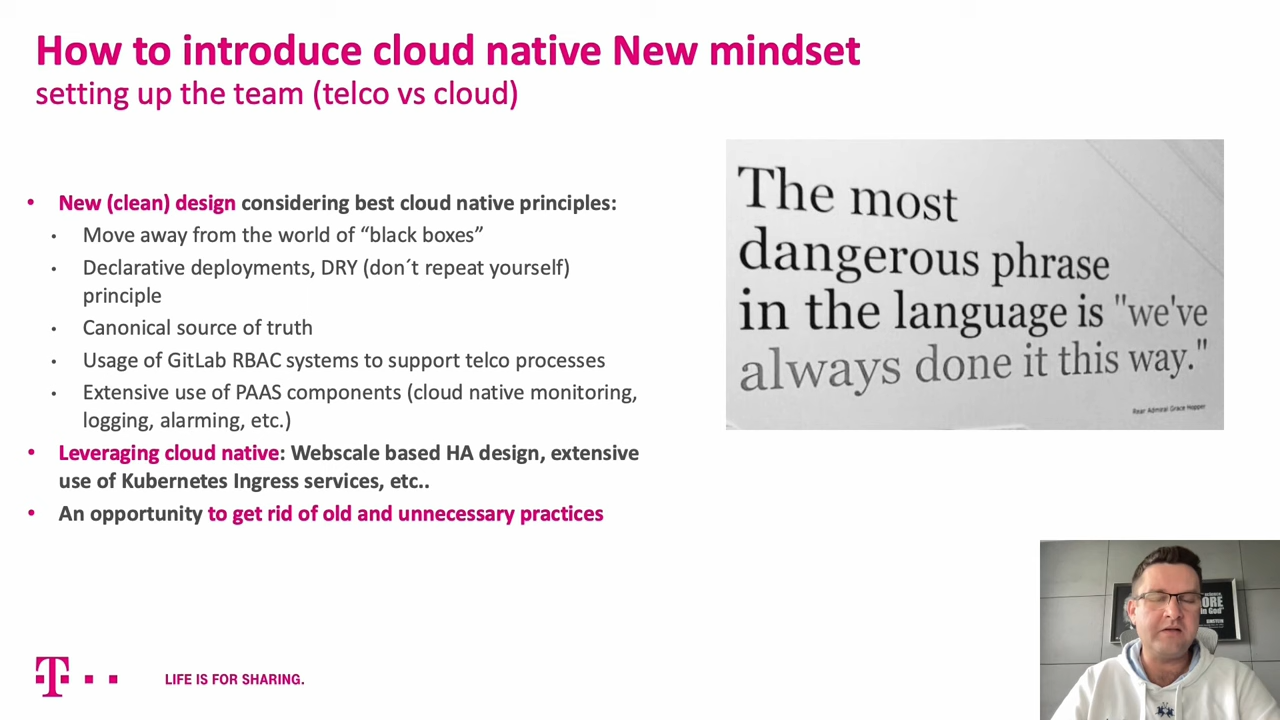 How to introduce cloud native New mindset
setting up the team (telco vs cloud)
• New (clean) design considering best cloud native principles:
• Move away from the world of “black boxes”
• Declarative deployments, DRY (don´t repeat yourself)
principle
• Canonical source of truth
• Usage of GitLab RBAC systems to support telco processes
• Extensive use of PAAS components (cloud native monitoring,
logging, alarming, etc.)
• Leveraging cloud native: Webscale based HA design, extensive
use of Kubernetes Ingress services, etc..
• An opportunity to get rid of old and unnecessary practices
The most
dangerous phrase
in the language is "we've
always done it this way."
Rear Admiral Grace Hopper
T
LIFE IS FOR SHARING.